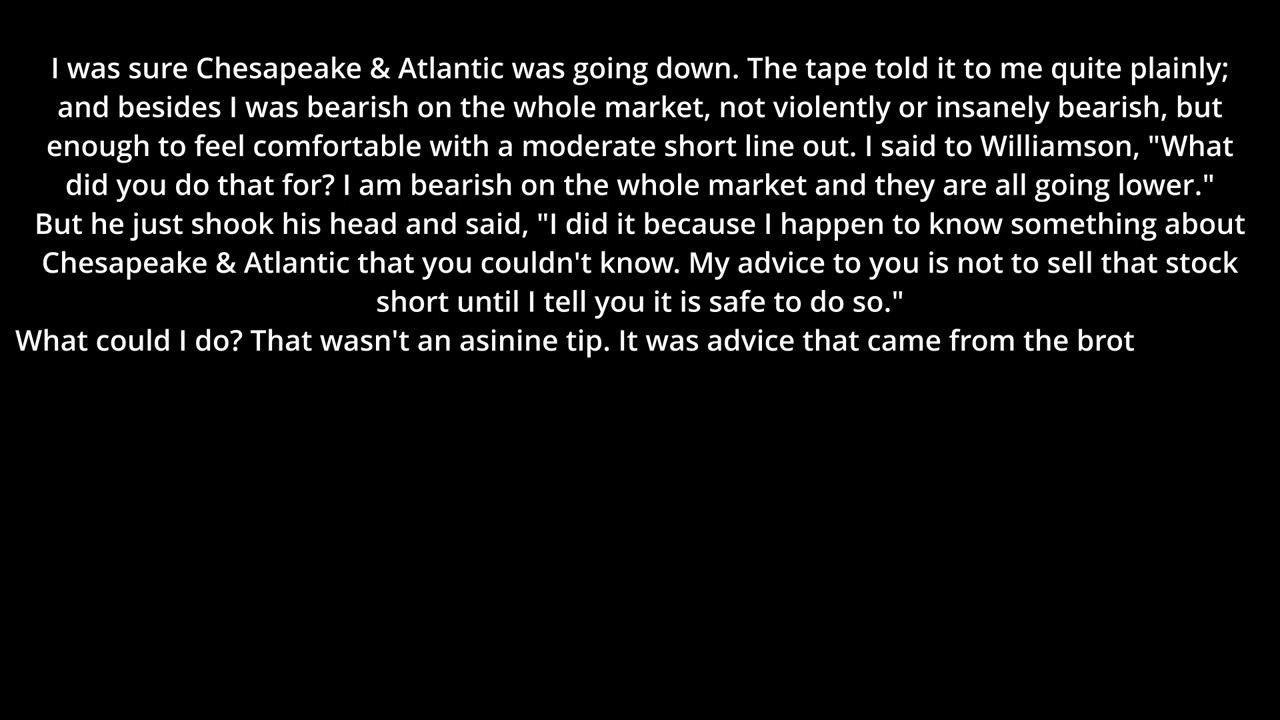 I was sure Chesapeake & Atlantic was going down. The tape told it to me quite plainly;
and besides I was bearish on the whole market, not violently or insanely bearish, but
enough to feel comfortable with a moderate short line out. I said to Williamson, "What
did you do that for? I am bearish on the whole market and they are all going lower."
But he just shook his head and said, "I did it because I happen to know something about
Chesapeake & Atlantic that you couldn't know. My advice to you is not to sell that stock
short until I tell you it is safe to do so."
What could I do? That wasn't an asinine tip. It was advice that came from the brot